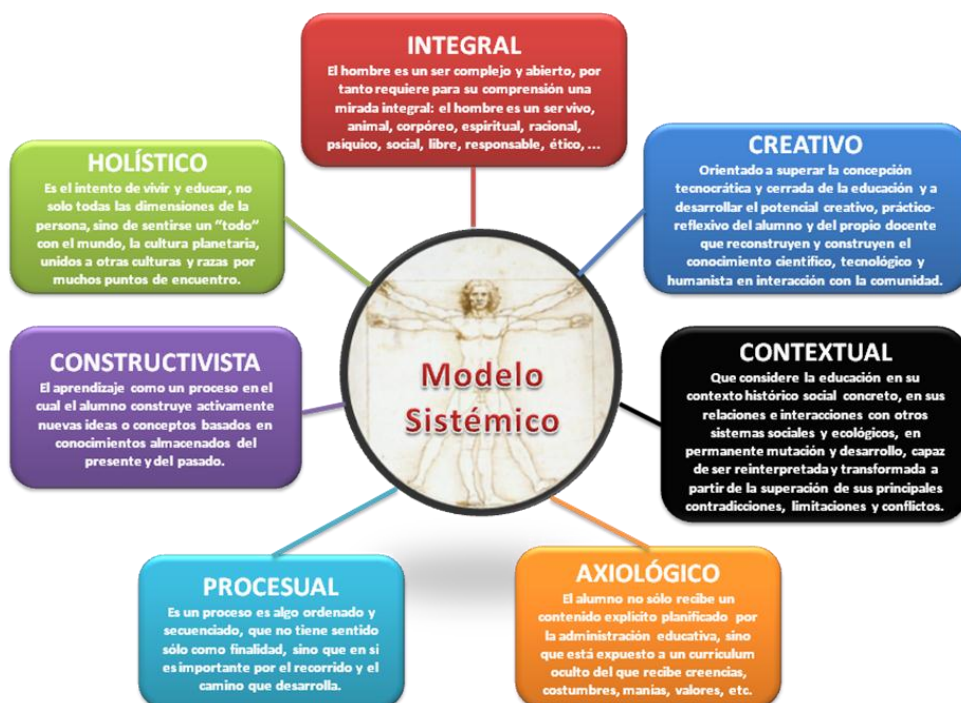 INTEGRAL
El hombre es un ser complejo y abierto, por
tanto requiere para su comprensión una
mirada integral: el hombre es un ser vivo,
animal, corpóreo, espiritual, racional,
psiquico, social, libre, responsable, ético, ...
HOLÍSTICO
Es el intento de vivir y educar, no
solo todas las dimensiones de la
persona, sino de sentirse un "todo"
con el mundo, la cultura planetaria,
unidos a otras culturas y razas por
muchos puntos de encuentro.
CREATIVO
Orientado a superar la concepción
tecnocrática y cerrada de la educación y a
desarrollar el potencial creativo, práctico-
reflexivo del alumno y del propio docente
que reconstruyen y construyen el
conocimiento científico, tecnológico y
humanista en interacción con la comunidad.
CONSTRUCTIVISTA
El aprendizaje como un proceso en el
cual el alumno construye activamente
nuevas ideas o conceptos basados en
conocimientos almacenados del
presente y del pasado.
Modelo
Sistémico
CONTEXTUAL
Que considere la educación en su
contexto histórico social concreto, en sus
relaciones e interacciones con otros
sistemas sociales y ecológicos, en
permanente mutación y desarrollo, capaz
de ser reinterpretada y transformada a
partir de la superación de sus principales
contradicciones, limitaciones y conflictos.
PROCESUAL
Es un proceso es algo ordenado y
secuenciado, que no tiene sentido
sólo como finalidad, sino que en sí
es importante por el recorrido y el
camino que desarrolla.
AXIOLÓGICO
El alumno no sólo recibe un
contenido explícito planificado por
la administración educativa, sino
que está expuesto a un currículum
oculto del que recibe creencias,
costumbres, manías, valores, etc.